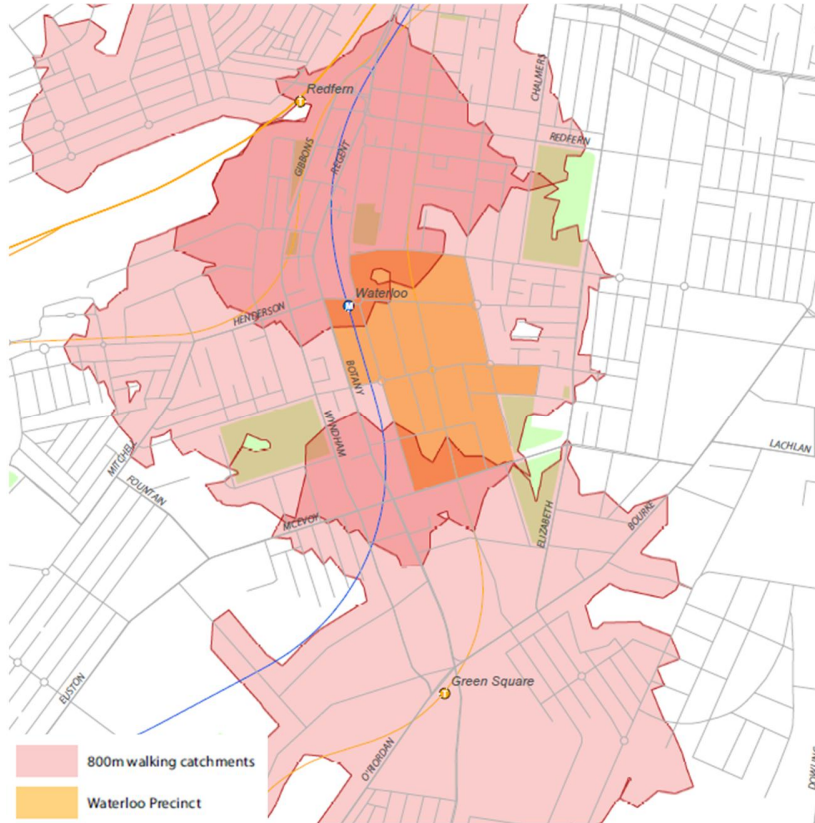 CHALMERS
Redfern
REDFERN
GIBBONS
REGENT
Waterloo
M
HENDERSON
BOTANY
WYNDHAM
MITCHELL
LACHLAN
FOUNTAIN
MCEVOY
ELIZABETH
BOURKE
EUSTON
Green Square
O'RIORDAN
800m walking catchments
Waterloo Precinct